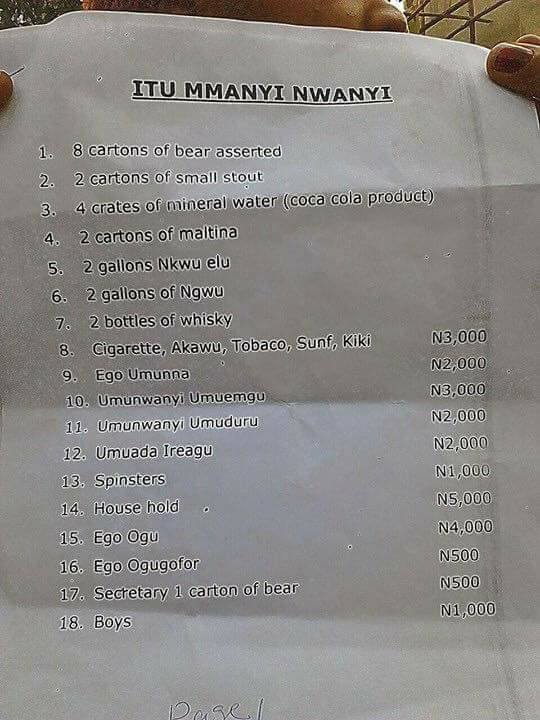 ITU MMANYI NWANYI
1. 8 cartons of bear asserted
2. 2 cartons of small stout
3. 4 crates of mineral water (coca cola product)
4. 2 cartons of maltina
5. 2 gallons Nkwu elu
6. 2 gallons of Ngwu
7. 2 bottles of whisky
8. Cigarette, Akawu, Tobaco, Sunf, Kiki N3,000
9. Ego Umunna N2,000
10. Umunwanyi Umuemgu N3,000
11. Umunwanyi Umuduru N2,000
12. Umuada Ireagu N2,000
13. Spinsters N1,000
14. House hold N5,000
15. Ego Ogu N4,000
16. Ego Ogugofor N500
17. Secretary 1 carton of bear N500
18. Boys N1,000
Page 1